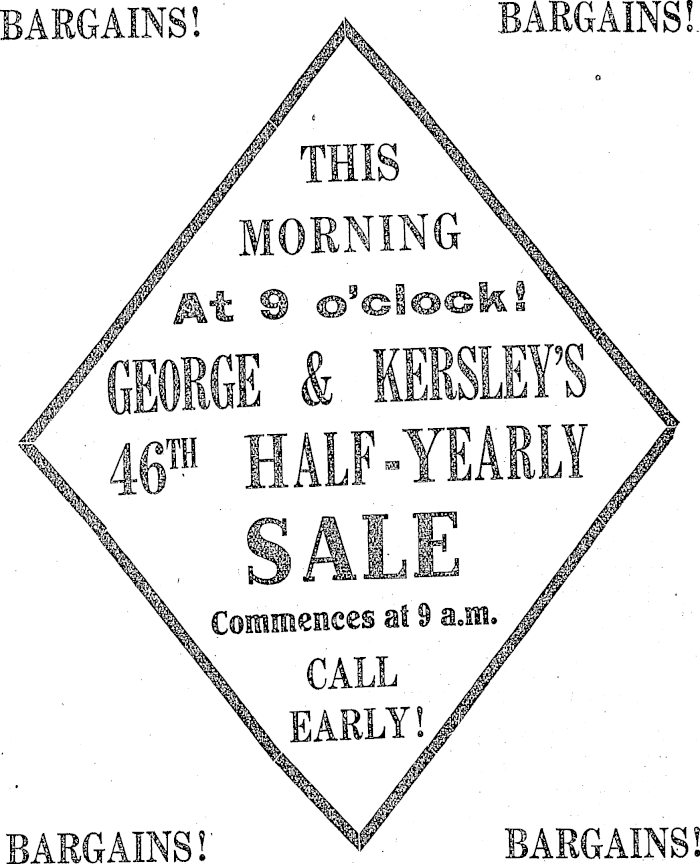 BARGAINS! BARGAINS!
THIS
MORNING
At 9 o'clock!
GEORGE & KERSLEY'S
46TH HALF-YEARLY
SALE
Commences at 9 a.m.
CALL
EARLY!
BARGAINS! BARGAINS!